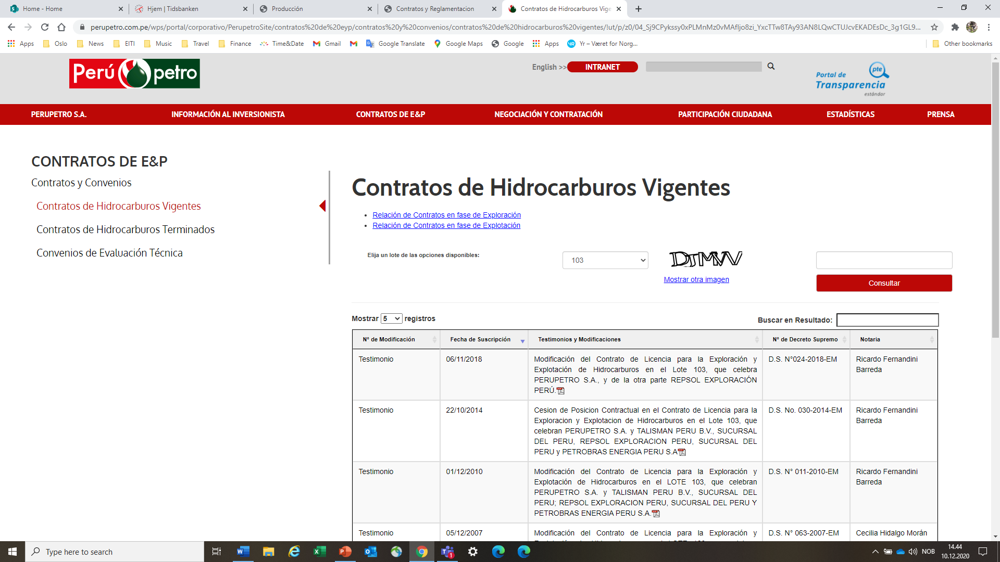 Home - Home
Hjem | Tidsbanken
Producción
Contratos y Reglamentacion
Contratos de Hidrocarburos Vige
perupetro.com.pe/wps/portal/corporativo/PerupetroSite/contratos%20de%20eyp/contratos%20y%20convenios/contratos%20de%20hidrocarburos%20vigentes/!ut/p/z0/04_Sj9CPykssy0xPLMnMz0vMAfIjo8zi_YxcTTw8TAy93AN8LQwCTUJcvEKADEsDc_3g1GL9...
Apps
Oslo
News
EITI
Music
Travel
Finance
Time&Date
Gmail
Google Translate
Google Maps
Google
Apps
Yr – Været for Norg...
Other bookmarks
Perú petro
English >>
INTRANET
pte
Portal de
Transparencia
estándar
PERUPETRO S.A.
INFORMACIÓN AL INVERSIONISTA
CONTRATOS DE E&P
NEGOCIACIÓN Y CONTRATACIÓN
PARTICIPACIÓN CIUDADANA
ESTADÍSTICAS
PRENSA
CONTRATOS DE E&P
Contratos y Convenios
Contratos de Hidrocarburos Vigentes
Contratos de Hidrocarburos Terminados
Convenios de Evaluación Técnica
Contratos de Hidrocarburos Vigentes
• Relación de Contratos en fase de Exploración
• Relación de Contratos en fase de Explotación
Elija un lote de las opciones disponibles:
103
Mostrar otra imagen
Consultar
Mostrar 5 registros
Buscar en Resultado:
N° de Modificación
Fecha de Suscripción
Testimonios y Modificaciones
N° de Decreto Supremo
Notaria
Testimonio
06/11/2018
Modificación del Contrato de Licencia para la Exploración y
Explotación de Hidrocarburos en el Lote 103, que celebra
PERUPETRO S.A., y de la otra parte REPSOL EXPLORACIÓN
PERÚ.
D.S. N°024-2018-EM
Ricardo Fernandini
Barreda
Testimonio
22/10/2014
Cesion de Posicion Contractual en el Contrato de Licencia para la
Exploracion y Explotacion de Hidrocarburos en el Lote 103, que
celebran PERUPETRO S.A. y TALISMAN PERU B.V., SUCURSAL
DEL PERU, REPSOL EXPLORACION PERU, SUCURSAL DEL
PERU y PETROBRAS ENERGIA PERU S.A
D.S. No. 030-2014-EM
Ricardo Fernandini
Barreda
Testimonio
01/12/2010
Modificación del Contrato de Licencia para la Exploración y
Explotación de Hidrocarburos en el LOTE 103, que celebran
PERUPETRO S.A. y TALISMAN PERU B.V., SUCURSAL DEL
PERU; REPSOL EXPLORACION PERU, SUCURSAL DEL PERU Y
PETROBRAS ENERGIA PERU S.A.
D.S. N° 011-2010-EM
Ricardo Fernandini
Barreda
Testimonio
05/12/2007
Modificación del Contrato de Licencia para la Exploración y
D.S. N° 063-2007-EM
Cecilia Hidalgo Morán
Type here to search
NOB
14.44
10.12.2020